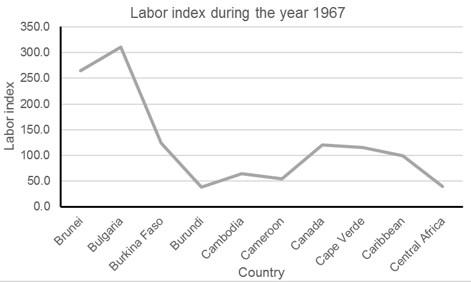 Labor index during the year 1967
350.0
300.0
250.0
200.0
150.0
100.0
50.0
0.0
Labor index
Brunei
Bulgaria
Burkina Faso
Burundi
Cambodia
Cameroon
Canada
Cape Verde
Caribbean
Central Africa
Country